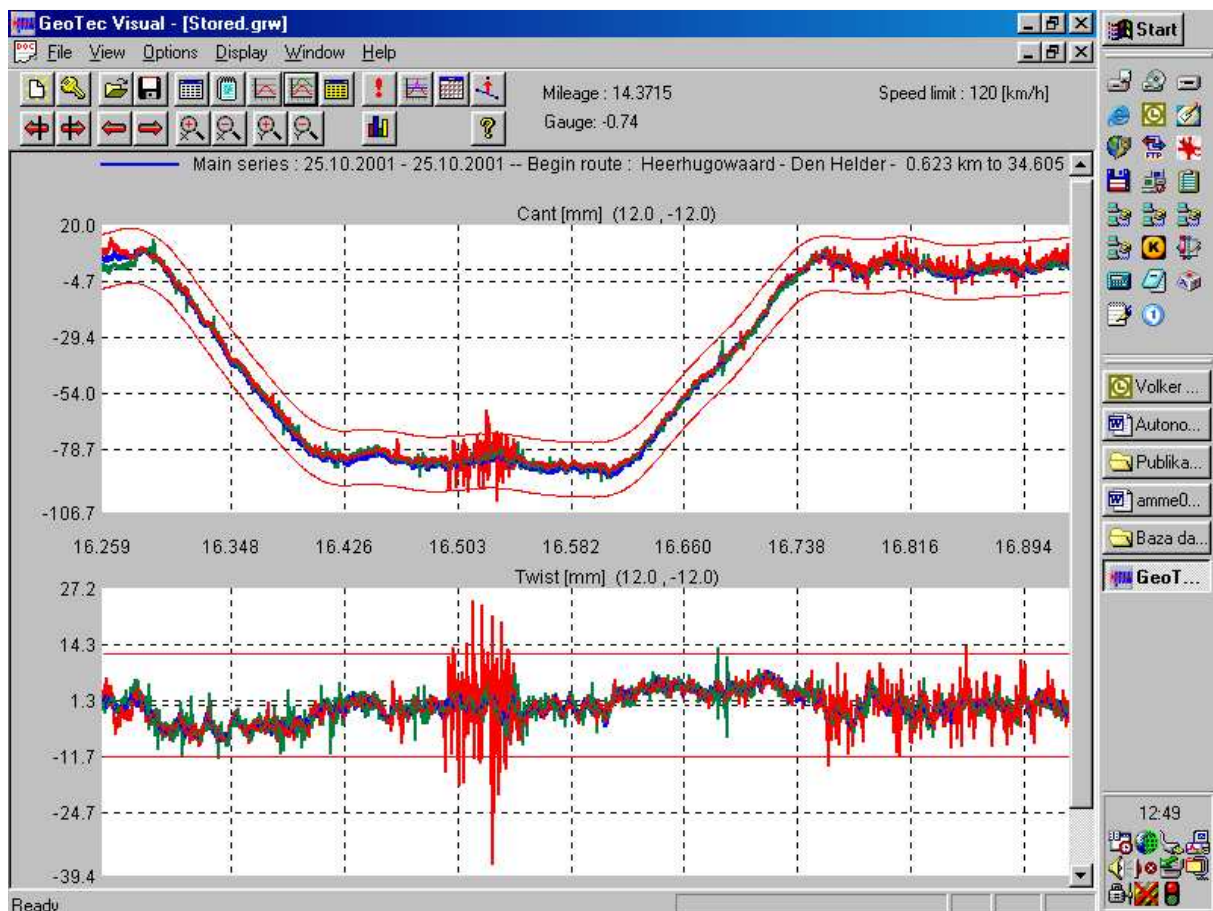 GeoTec Visual - [Stored.grw]
File View Options Display Window Help
Mileage : 14.3715
Speed limit : 120 [km/h]
Gauge: -0.74
Main series : 25.10.2001 - 25.10.2001 -- Begin route : Heerhugowaard - Den Helder - 0.623 km to 34.605
Cant [mm] (12.0 , -12.0)
20.0
-4.7
-29.4
-54.0
-78.7
-106.7
16.259 16.348 16.426 16.503 16.582 16.660 16.738 16.816 16.894
Twist [mm] (12.0 , -12.0)
27.2
14.3
1.3
-11.7
-24.7
-39.4
Ready
Start
FTP
K
1
Volker ...
Autono...
Publika...
amme0...
Baza da...
GeoT...
12:49